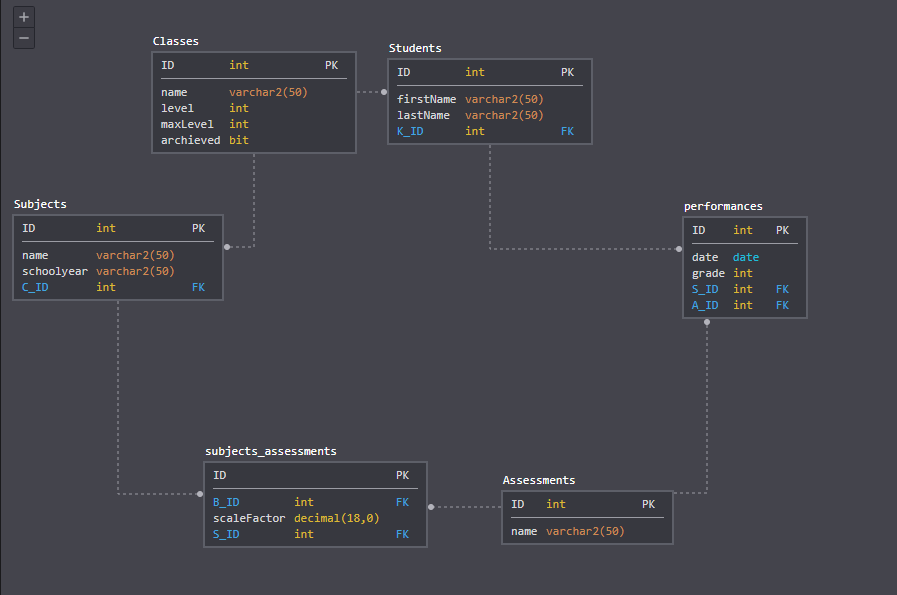 +
−
Classes
ID int PK
name varchar2(50)
level int
maxLevel int
archieved bit
Students
ID int PK
firstName varchar2(50)
lastName varchar2(50)
K_ID int FK
Subjects
ID int PK
name varchar2(50)
schoolyear varchar2(50)
C_ID int FK
performances
ID int PK
date date
grade int
S_ID int FK
A_ID int FK
subjects_assessments
ID PK
B_ID int FK
scaleFactor decimal(18,0)
S_ID int FK
Assessments
ID int PK
name varchar2(50)